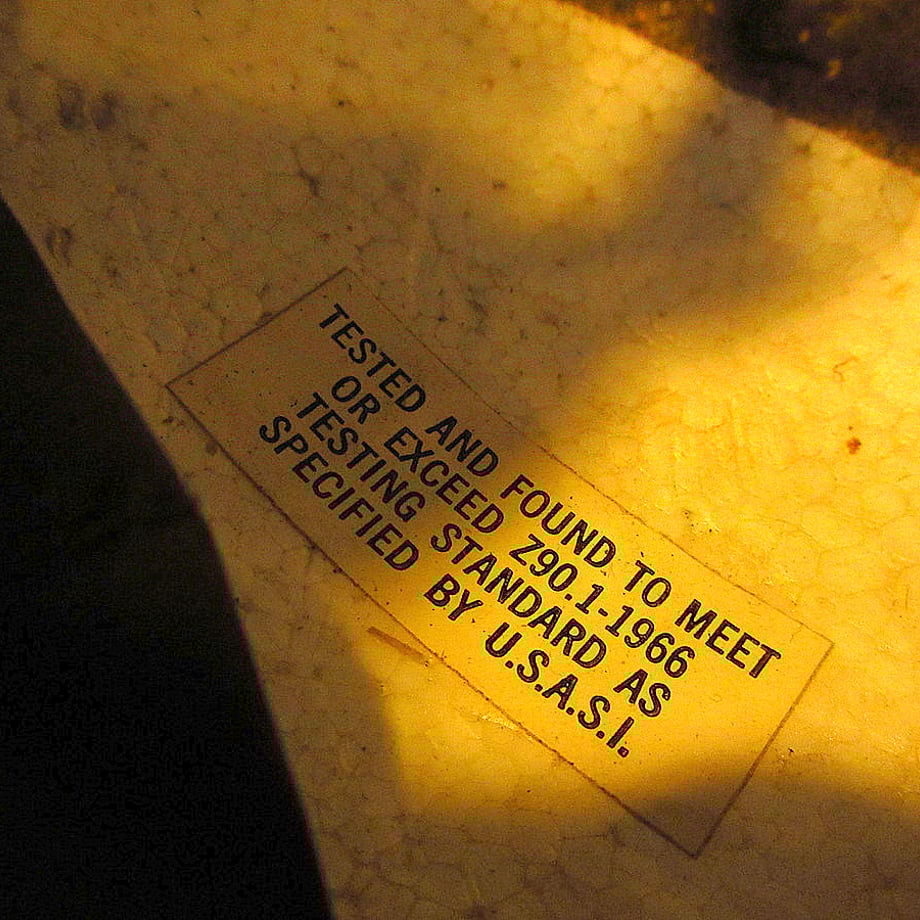 TESTED AND FOUND TO MEET
OR EXCEED Z90.1-1966
TESTING STANDARD AS
SPECIFIED BY U.S.A.S.I.